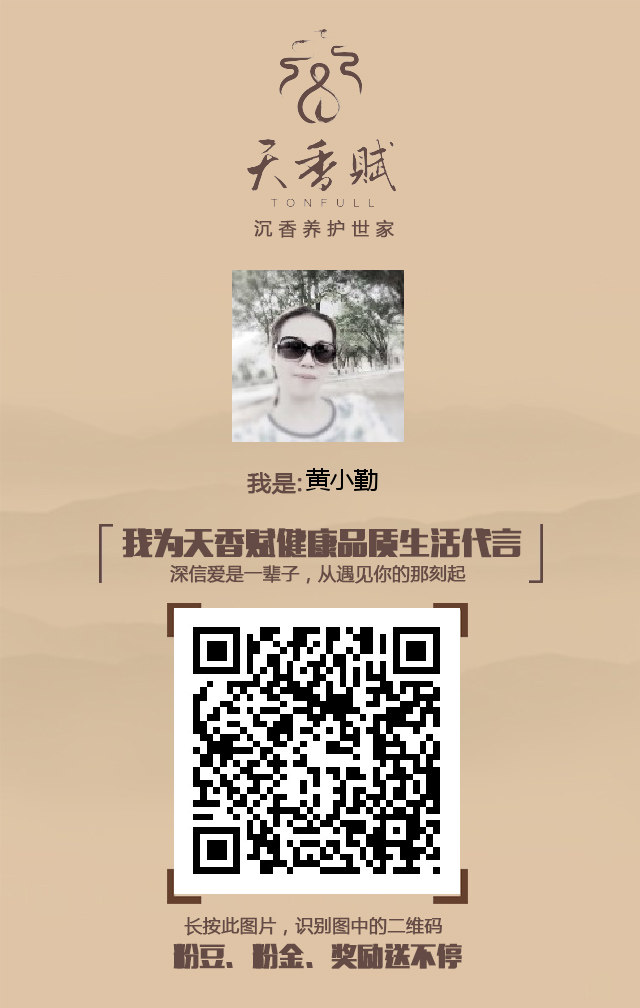 天香赋
TONFULL
沉香养护世家
我是:黄小勤
我为天香赋健康品质生活代言
深信爱是一辈子，从遇见你的那刻起
长按此图片，识别图中的二维码
粉豆、粉金、奖励送不停